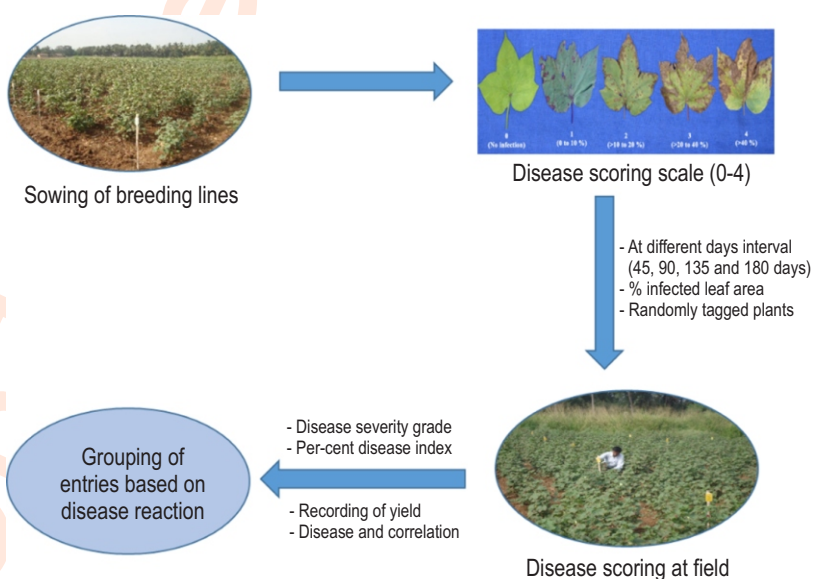 0
(No infection)
1
(0 to 10 %)
2
(>10 to 20 %)
3
(>20 to 40 %)
4
(>40 %)
Sowing of breeding lines
Disease scoring scale (0-4)
- At different days interval
(45, 90, 135 and 180 days)
- % infected leaf area
- Randomly tagged plants
- Disease severity grade
- Per-cent disease index
Grouping of
entries based on
disease reaction
- Recording of yield
- Disease and correlation
Disease scoring at field